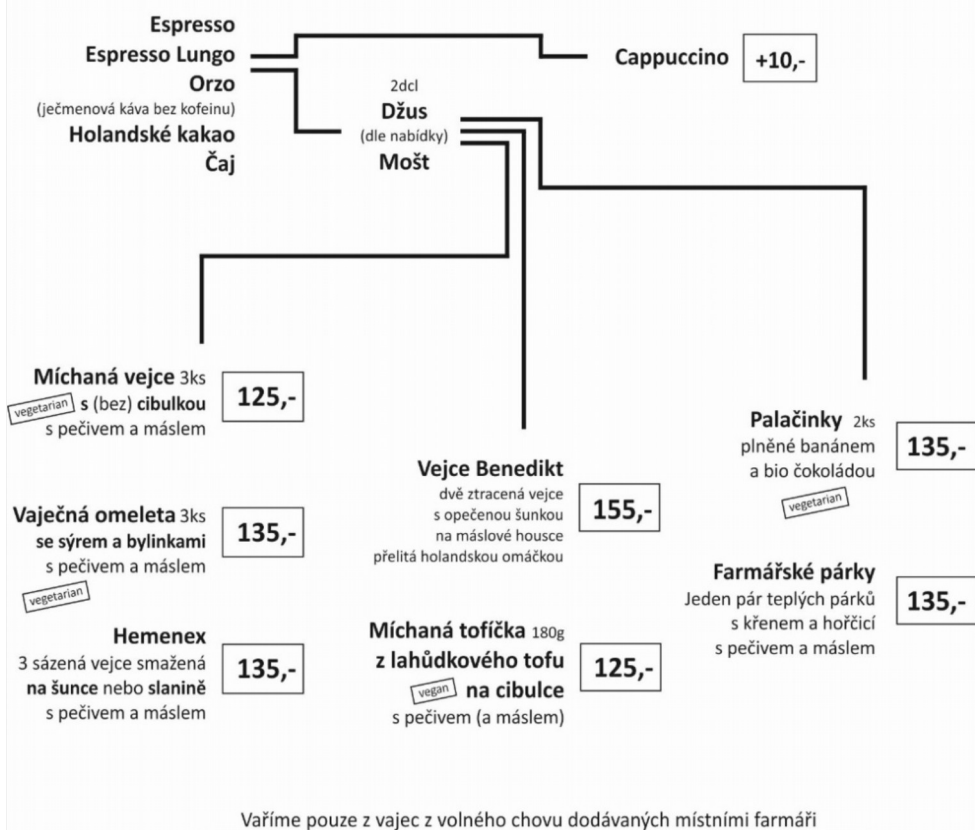 Espresso
Espresso Lungo
Orzo
(ječmenová káva bez kofeinu)
Holandské kakao
Čaj
Cappuccino +10,-
2dcl
Džus
(dle nabídky)
Mošt
Míchaná vejce 3ks
vegetarian s (bez) cibulkou
s pečivem a máslem
125,-
Vaječná omeleta 3ks
se sýrem a bylinkami
s pečivem a máslem
vegetarian
135,-
Hemenex
3 sázená vejce smažená
na šunce nebo slanině
s pečivem a máslem
135,-
Vejce Benedikt
dvě ztracená vejce
s opečenou šunkou
na máslové housce
přelitá holandskou omáčkou
155,-
Míchaná tofíčka 180g
z lahůdkového tofu
vegan na cibulce
s pečivem (a máslem)
125,-
Palačinky 2ks
plněné banánem
a bio čokoládou
vegetarian
135,-
Farmářské párky
Jeden pár teplých párků
s křenem a hořčicí
s pečivem a máslem
135,-
Vaříme pouze z vajec z volného chovu dodávaných místními farmáři